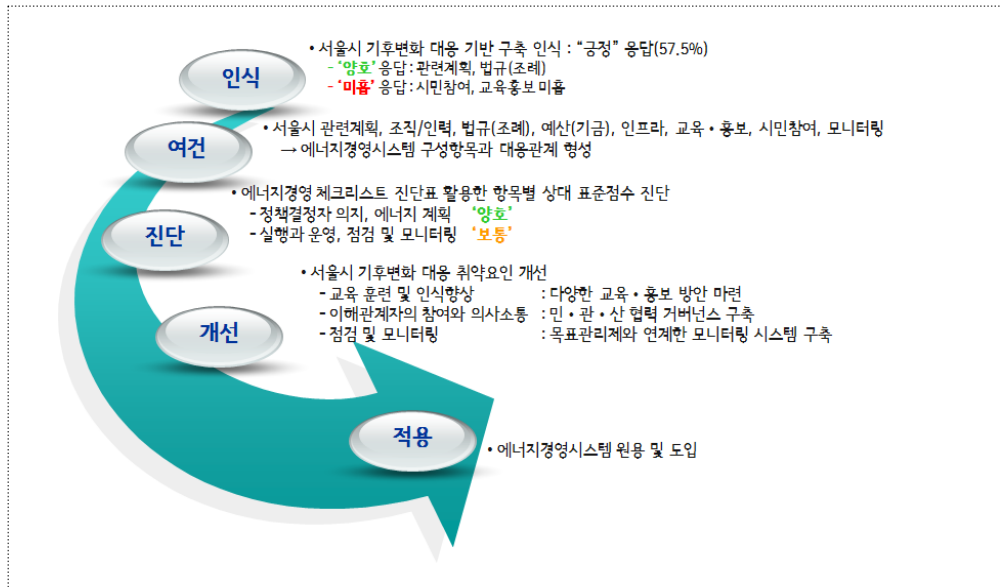 인식
• 서울시 기후변화 대응 기반 구축 인식 : “긍정” 응답(57.5%)
- ‘양호’ 응답 : 관련계획, 법규(조례)
- ‘미흡’ 응답 : 시민참여, 교육홍보 미흡
여건
• 서울시 관련계획, 조직/인력, 법규(조례), 예산(기금), 인프라, 교육 • 홍보, 시민참여, 모니터링
→ 에너지경영시스템 구성항목과 대응관계 형성
진단
• 에너지경영 체크리스트 진단표 활용한 항목별 상대 표준점수 진단
- 정책결정자 의지, 에너지 계획 ‘양호’
- 실행과 운영, 점검 및 모니터링 ‘보통’
개선
• 서울시 기후변화 대응 취약요인 개선
- 교육 훈련 및 인식향상 : 다양한 교육 • 홍보 방안 마련
- 이해관계자의 참여와 의사소통 : 민 • 관 • 산 협력 거버넌스 구축
- 점검 및 모니터링 : 목표관리제와 연계한 모니터링 시스템 구축
적용
• 에너지경영시스템 원용 및 도입